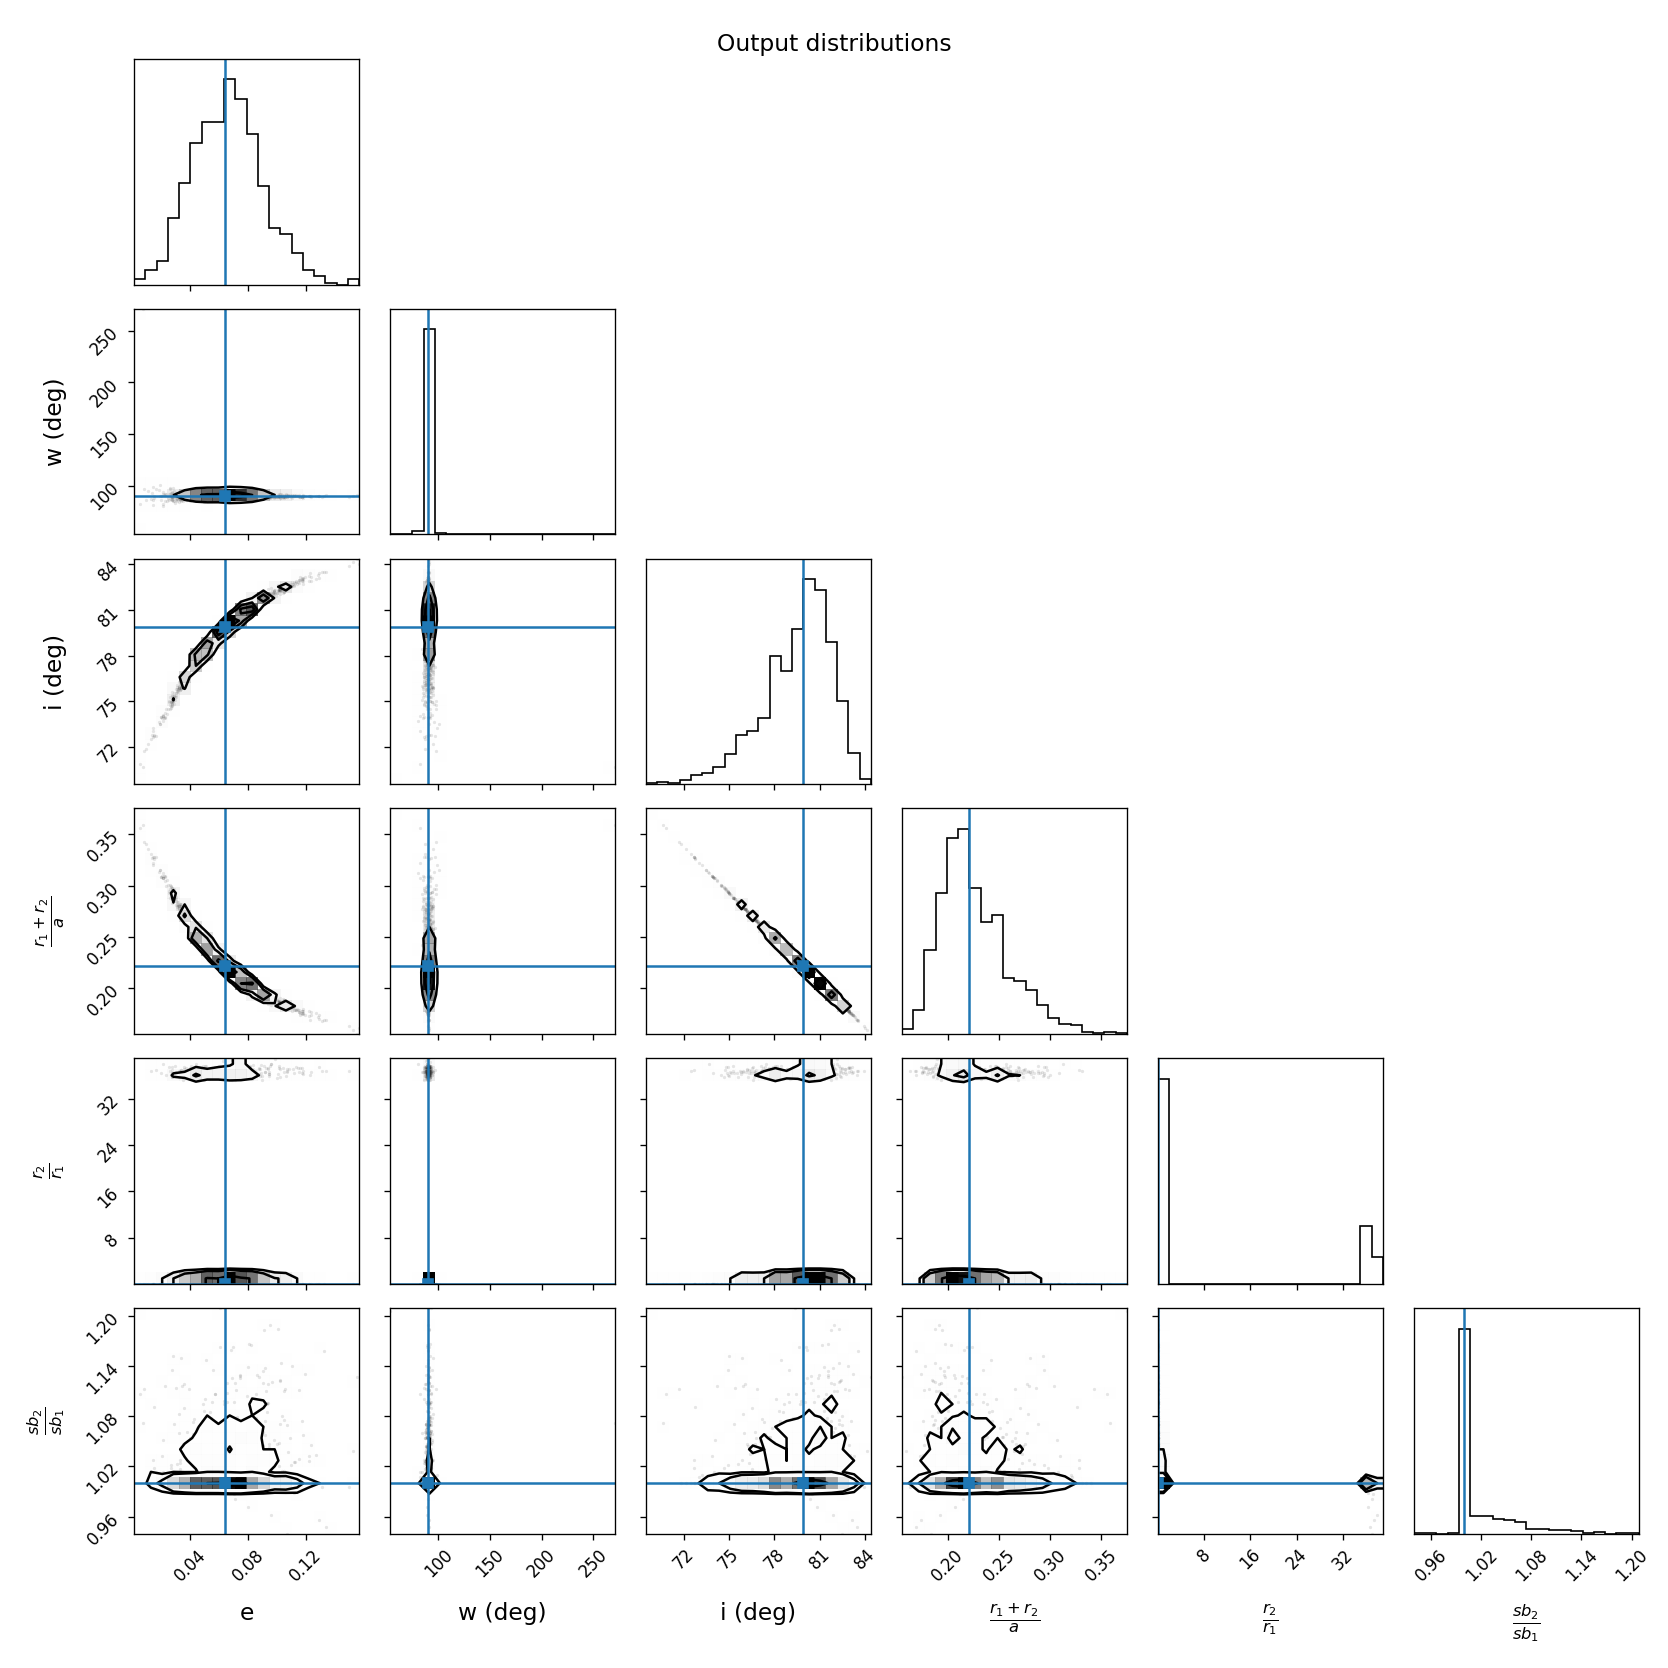 Output distributions
250
200
150
100
w (deg)
84
81
78
75
72
i (deg)
0.35
0.30
0.25
0.20
r₁ + r₂
a
32
24
16
8
r₂
r₁
1.20
1.14
1.08
1.02
0.96
sb₂
sb₁
0.04 0.08 0.12
100 150 200 250
72 75 78 81 84
0.20 0.25 0.30 0.35
8 16 24 32
0.96 1.02 1.08 1.14 1.20
e
w (deg)
i (deg)
r₁ + r₂
a
r₂
r₁
sb₂
sb₁